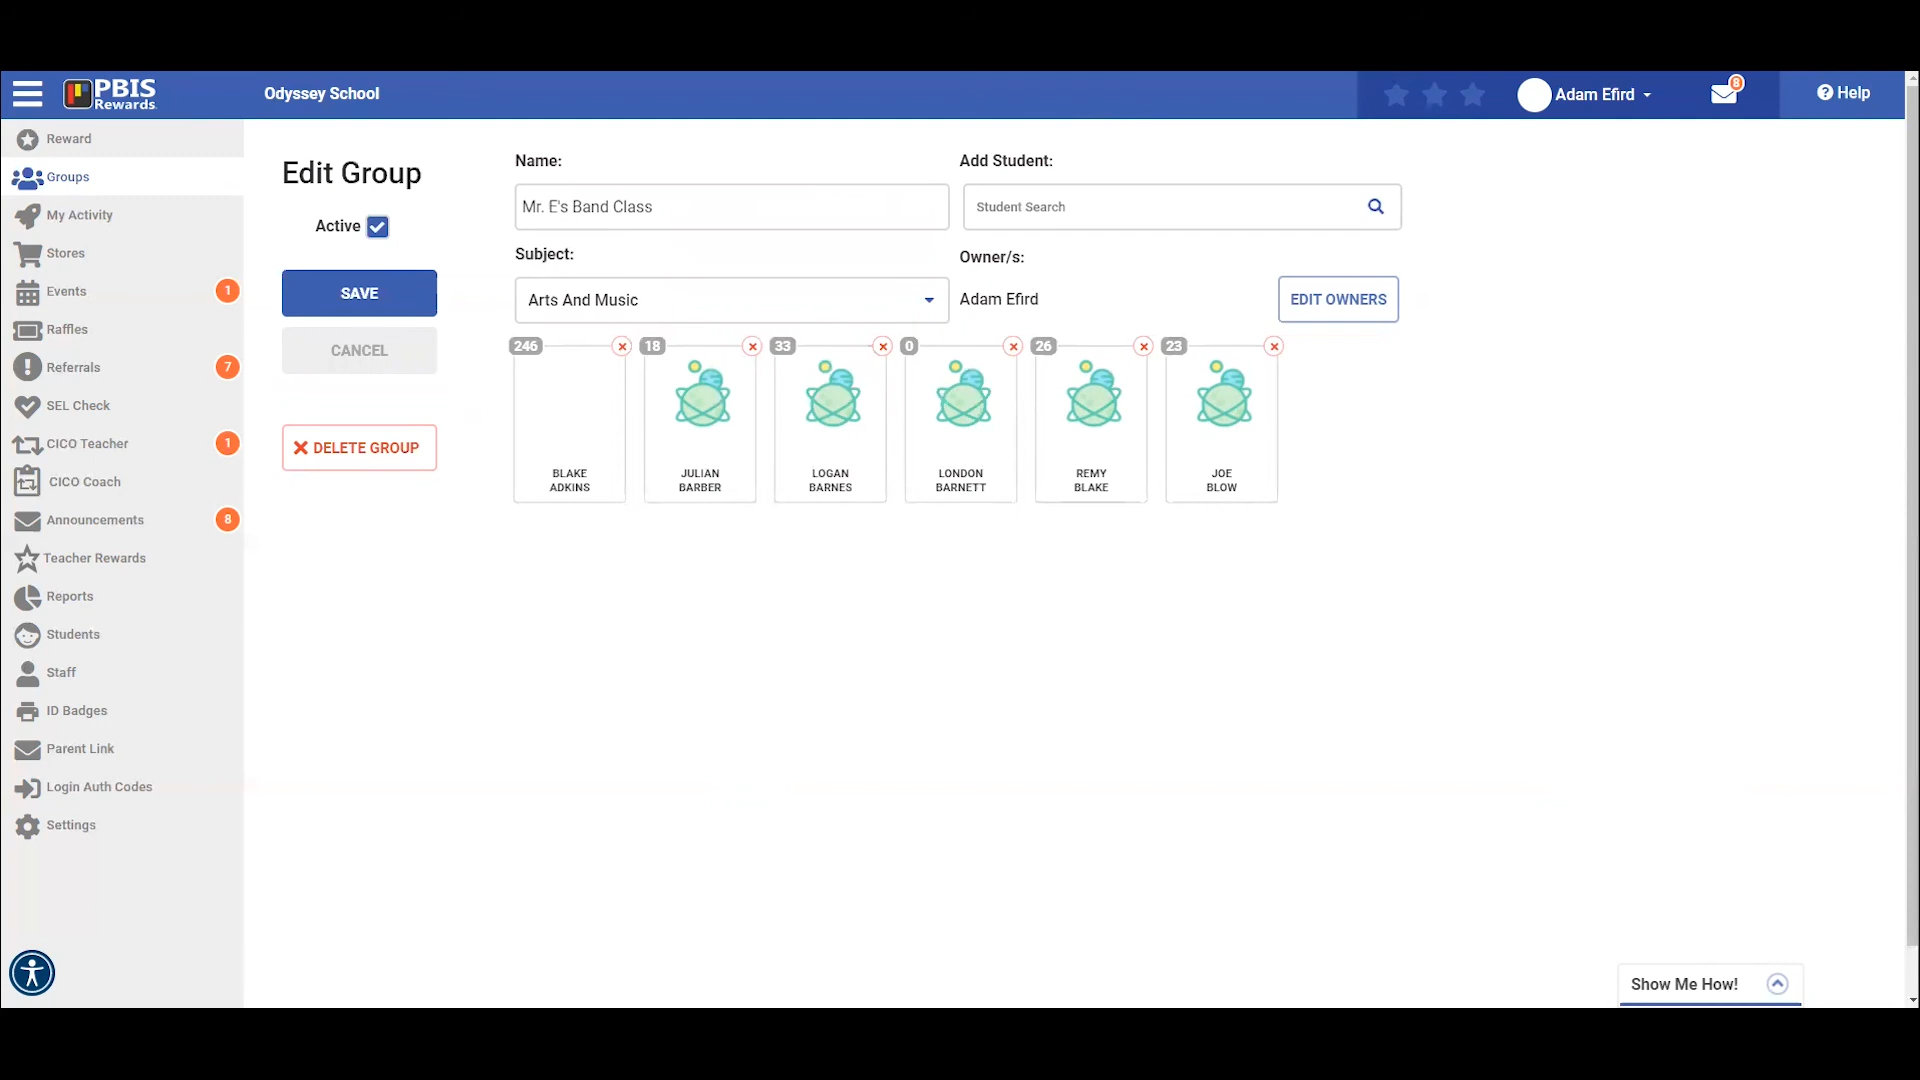 PBIS
Rewards
Odyssey School
Adam Efird
8
Help
Reward
Groups
My Activity
Stores
Events
1
Raffles
Referrals
7
SEL Check
CICO Teacher
1
CICO Coach
Announcements
8
Teacher Rewards
Reports
Students
Staff
ID Badges
Parent Link
Login Auth Codes
Settings
Edit Group
Active
SAVE
CANCEL
DELETE GROUP
Name:
Mr. E's Band Class
Add Student:
Student Search
Subject:
Arts And Music
Owner/s:
Adam Efird
EDIT OWNERS
246
BLAKE
ADKINS
18
JULIAN
BARBER
33
LOGAN
BARNES
0
LONDON
BARNETT
26
REMY
BLAKE
23
JOE
BLOW
Show Me How!